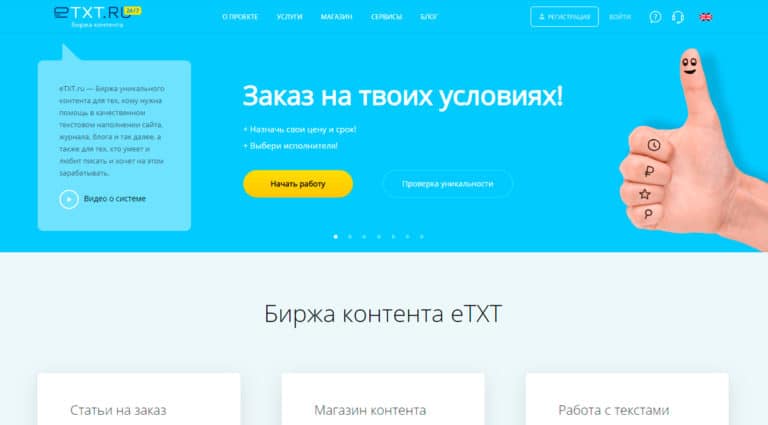 eTXT.RU 24/7
Биржа контента
О ПРОЕКТЕ УСЛУГИ МАГАЗИН СЕРВИСЫ БЛОГ
РЕГИСТРАЦИЯ ВОЙТИ
eTXT.ru — Биржа уникального
контента для тех, кому нужна
помощь в качественном
текстовом наполнении сайта,
журнала, блога и так далее, а
также для тех, кто умеет и
любит писать и хочет на этом
зарабатывать.
Видео о системе
Заказ на твоих условиях!
+ Назначь свои цену и срок!
+ Выбери исполнителя!
Начать работу
Проверка уникальности
Биржа контента eTXT
Статьи на заказ
Магазин контента
Работа с текстами